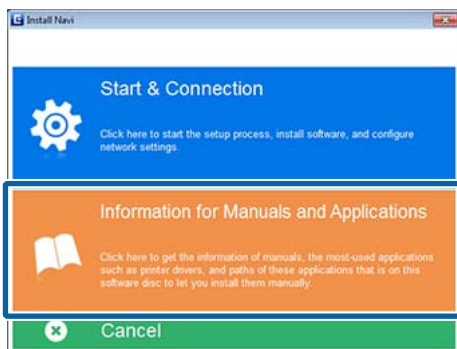 Install Navi
Start & Connection
Click here to start the setup process, install software, and configure
network settings.
Information for Manuals and Applications
Click here to get the information of manuals, the most-used applications
such as printer drivers, and paths of these applications that is on this
software disc to let you install them manually.
Cancel